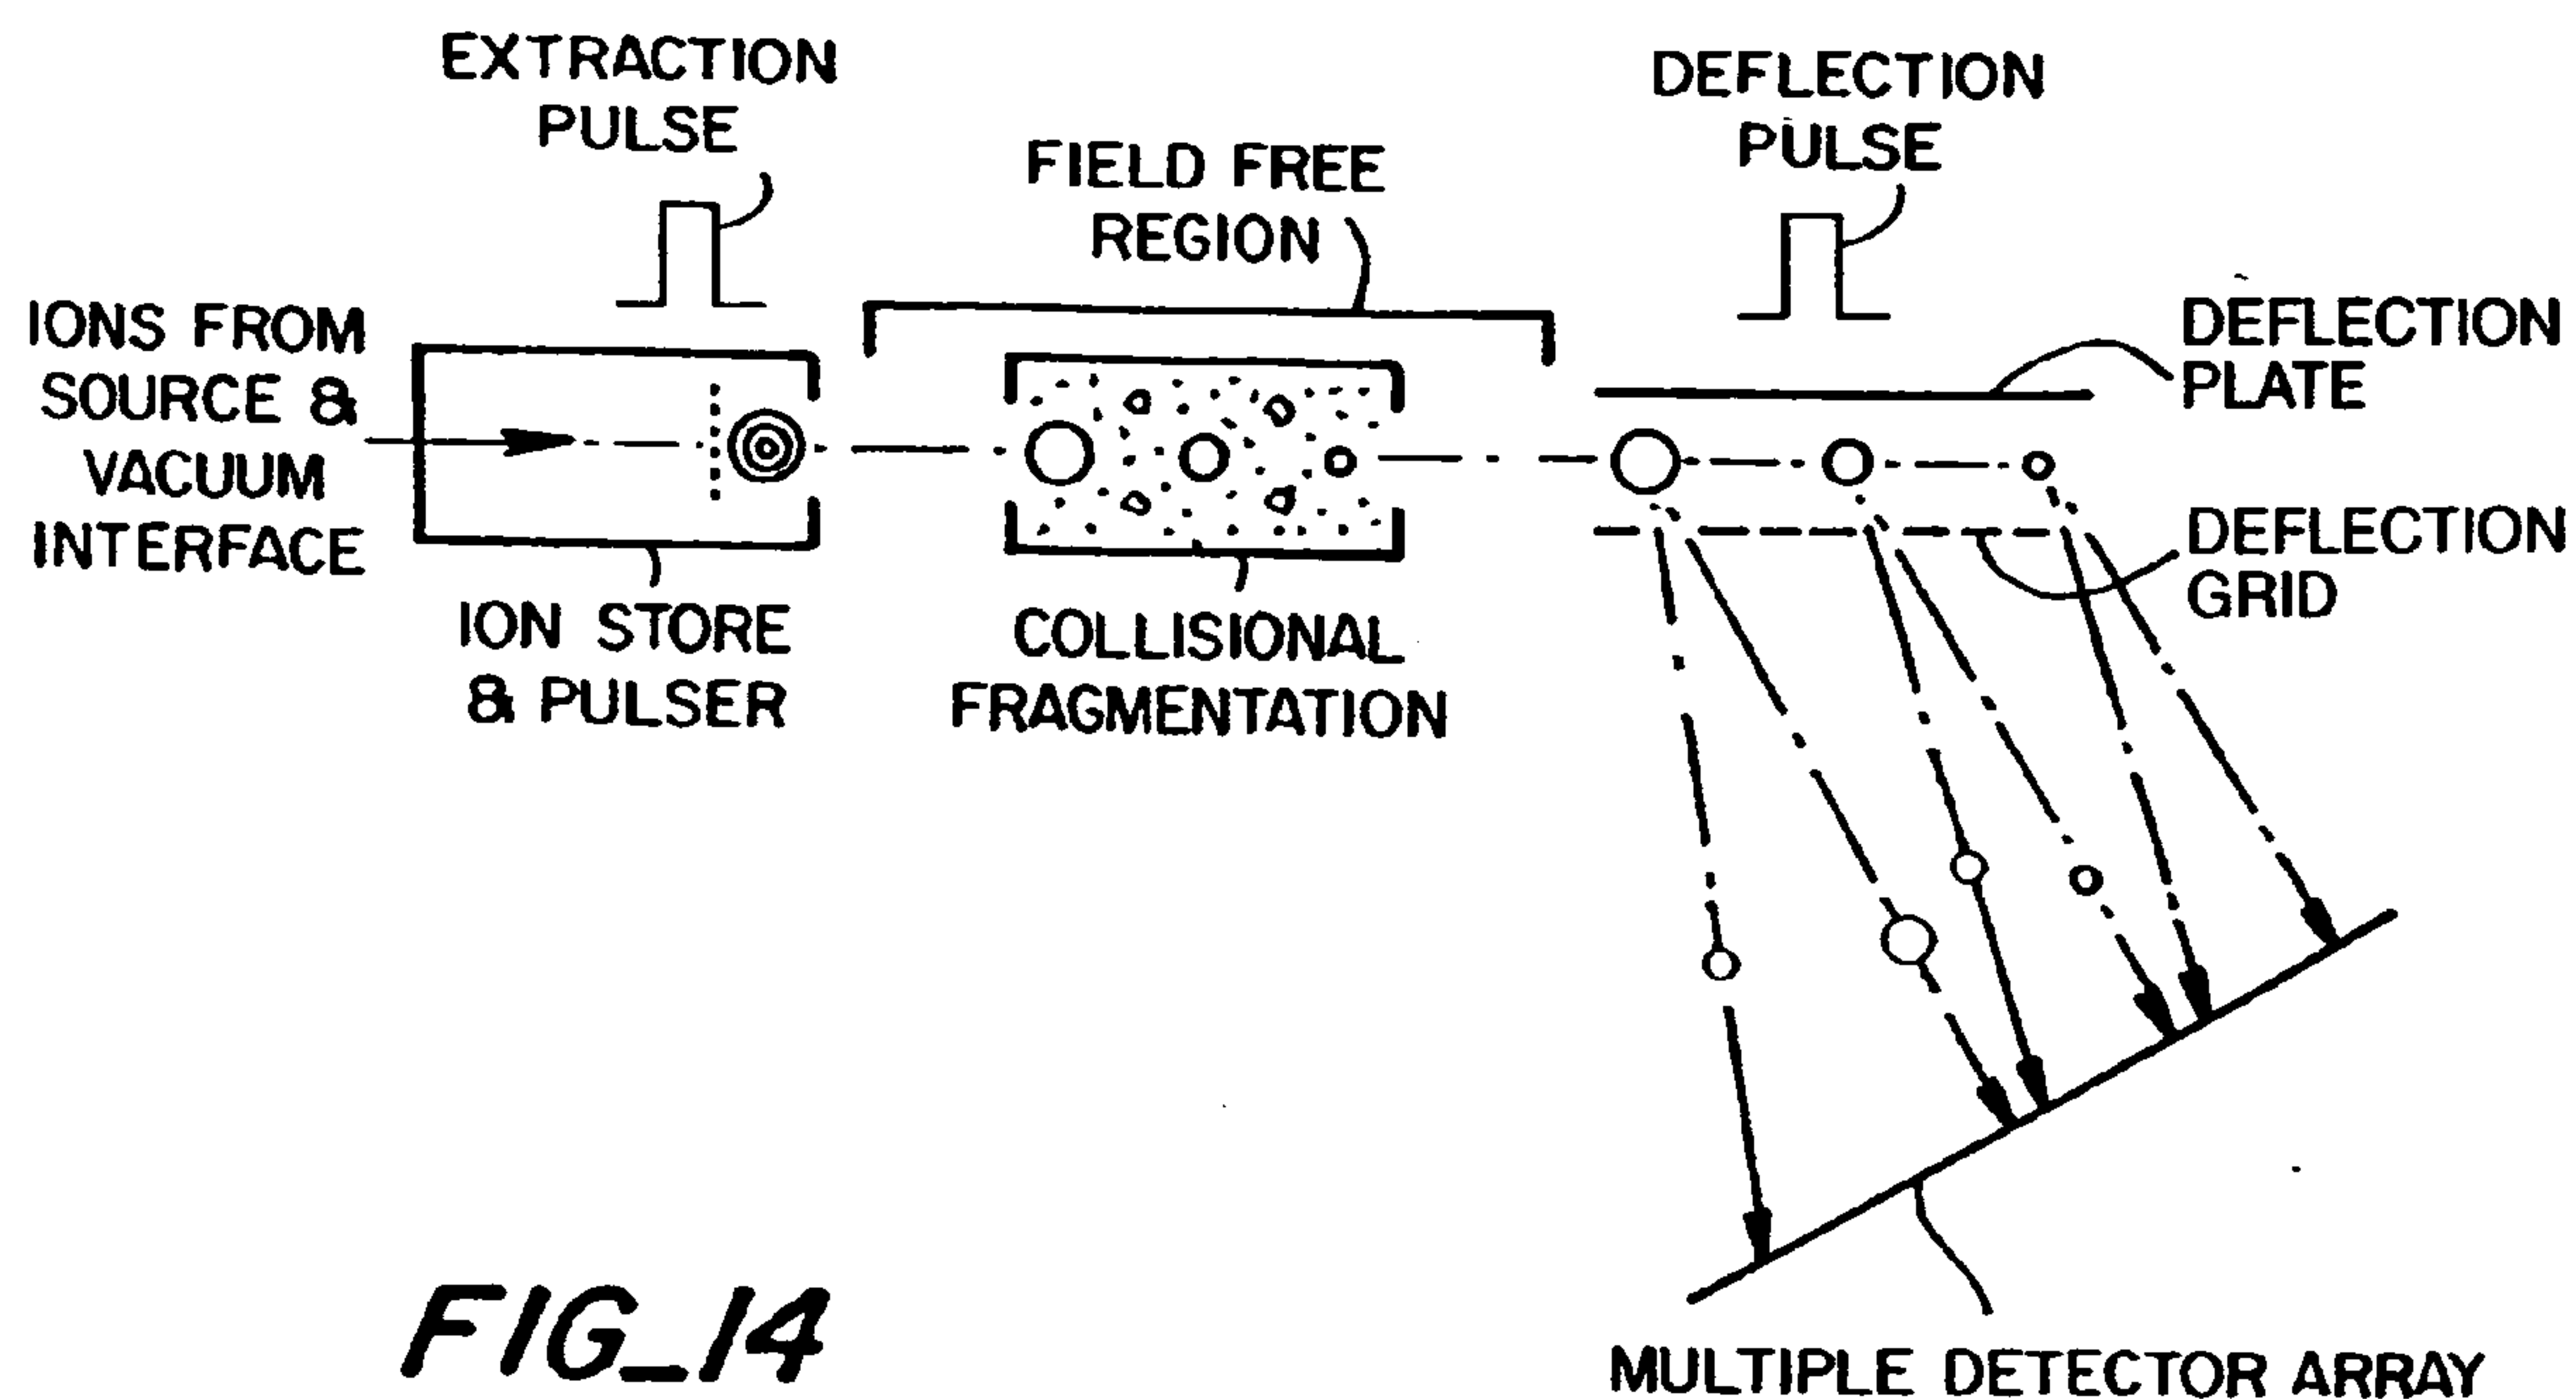 EXTRACTION
PULSE
DEFLECTION
PULSE
FIELD FREE
REGION
IONS FROM
SOURCE &
VACUUM
INTERFACE
DEFLECTION
PLATE
DEFLECTION
GRID
ION STORE
& PULSER
COLLISIONAL
FRAGMENTATION
FIG_14
MULTIPLE DETECTOR ARRAY